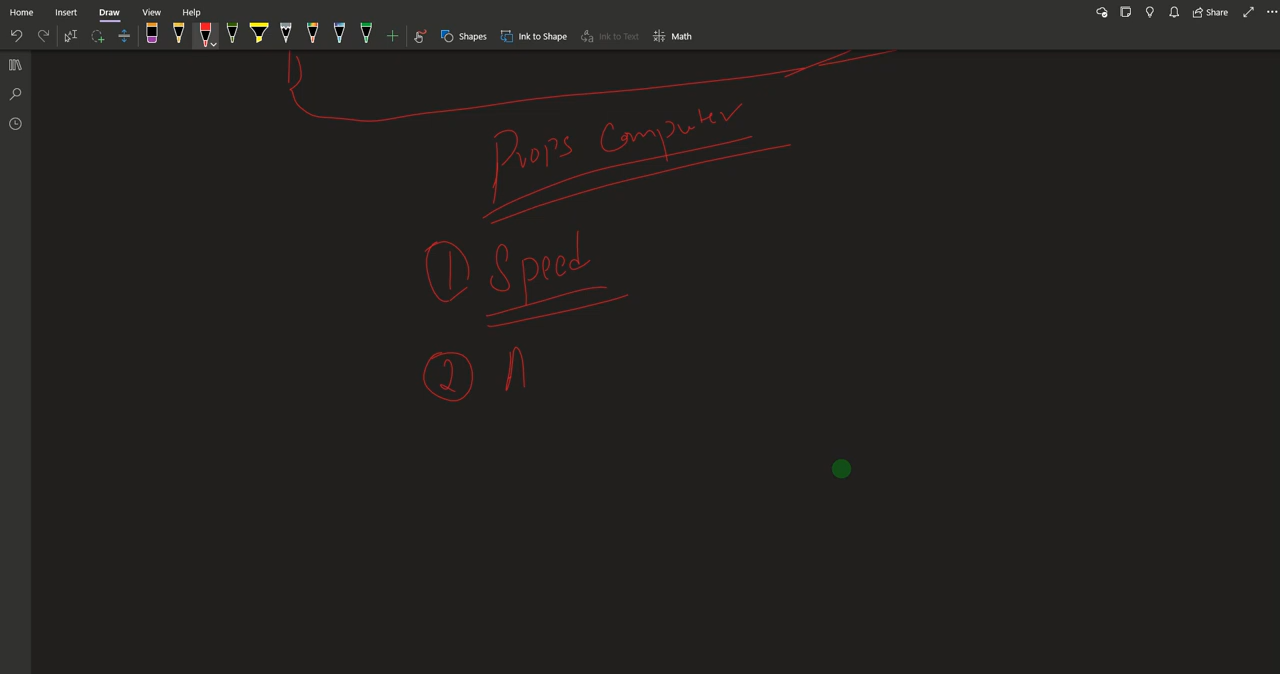 Home Insert Draw View Help Share
Shapes Ink to Shape Ink to Text Math
Props Computer
1 Speed
2 A